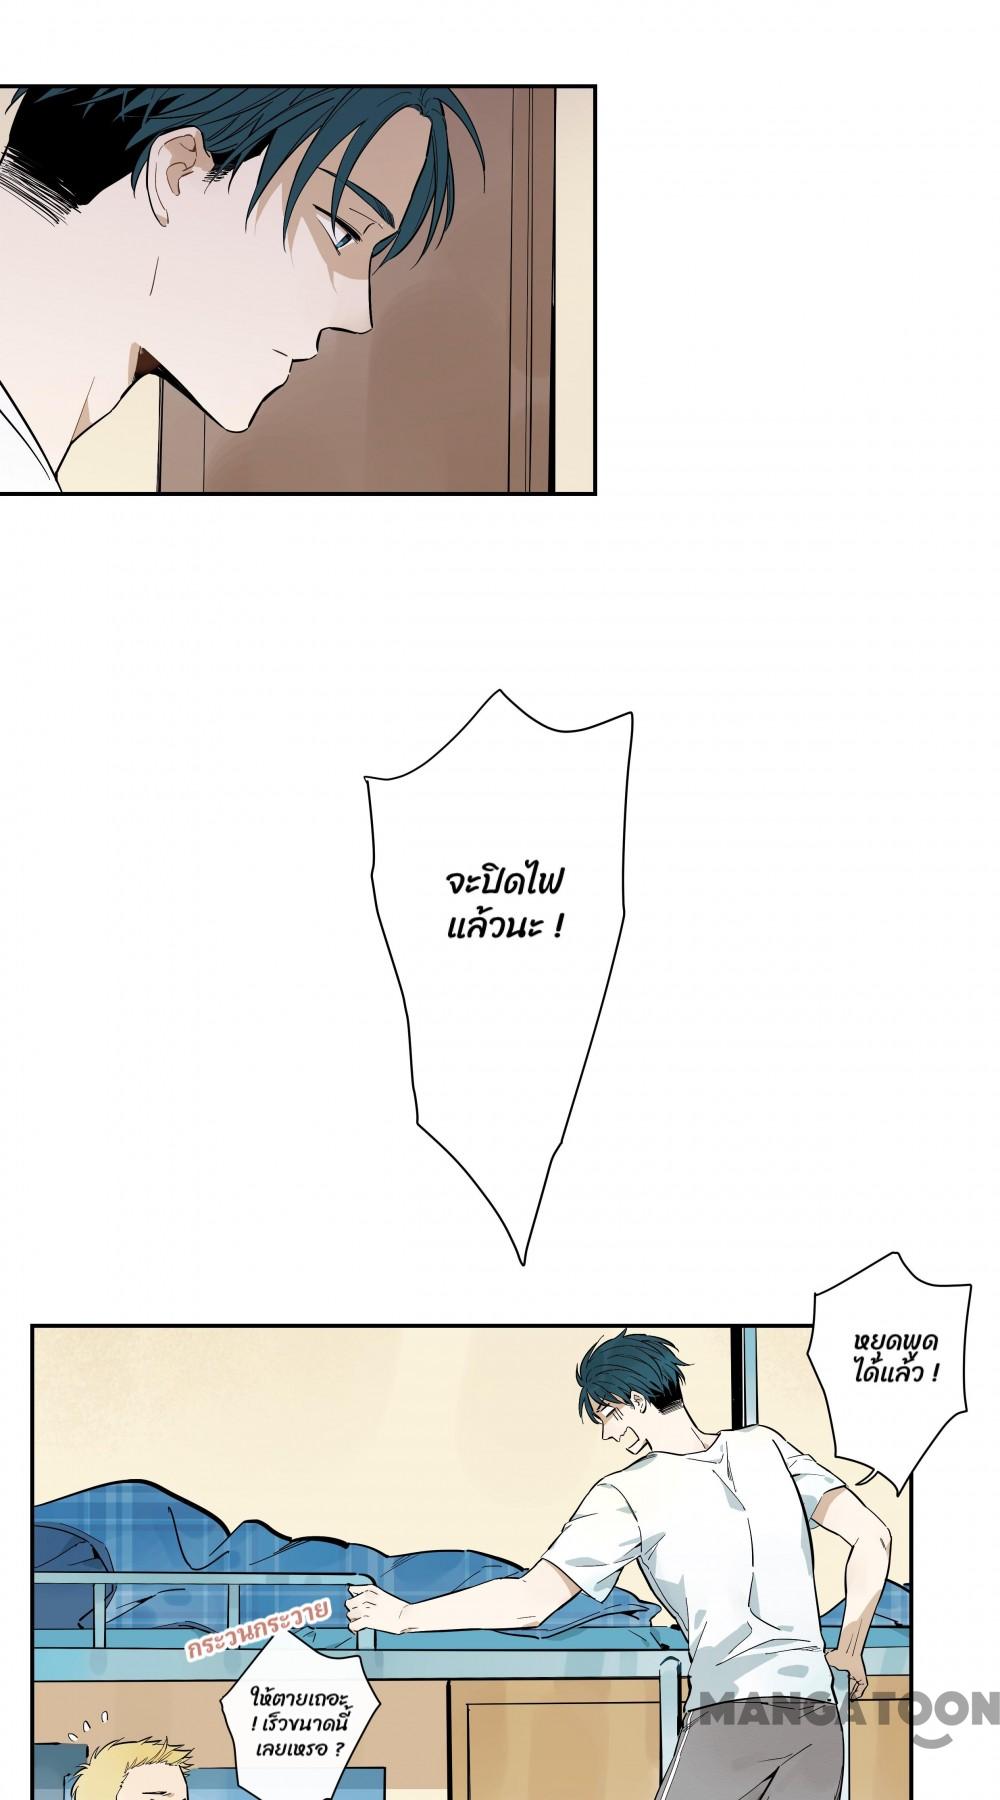 จะปิดไฟ
แล้วนะ !
หยุดพูด
ได้แล้ว !
กระวนกระวาย
ให้ตายเถอะ
! เร็วขนาดนี้
เลยเหรอ ?
MANGATOON